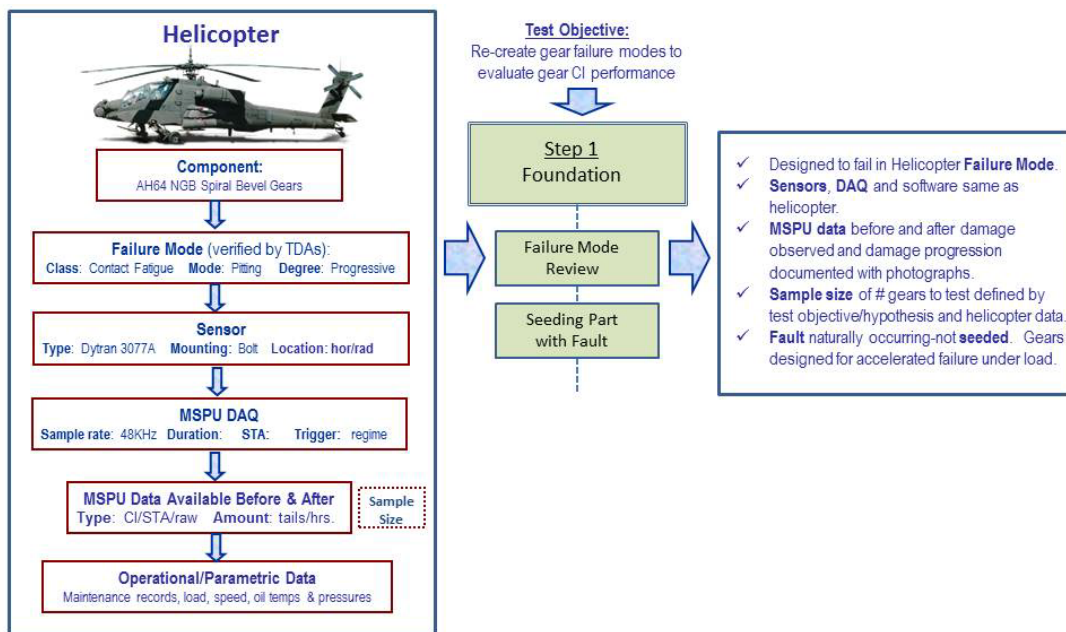 Helicopter
Component:
AH64 NGB Spiral Bevel Gears
Failure Mode (verified by TDAs):
Class: Contact Fatigue Mode: Pitting Degree: Progressive
Sensor
Type: Dytran 3077A Mounting: Bolt Location: hor/rad
MSPU DAQ
Sample rate: 48KHz Duration: STA: Trigger: regime
MSPU Data Available Before & After
Type: CI/STA/raw Amount: tails/hrs.
Sample
Size
Operational/Parametric Data
Maintenance records, load, speed, oil temps & pressures
Test Objective:
Re-create gear failure modes to
evaluate gear CI performance
Step 1
Foundation
Failure Mode
Review
Seeding Part
with Fault
✓ Designed to fail in Helicopter Failure Mode.
✓ Sensors, DAQ and software same as
helicopter.
✓ MSPU data before and after damage
observed and damage progression
documented with photographs.
✓ Sample size of # gears to test defined by
test objective/hypothesis and helicopter data.
✓ Fault naturally occurring-not seeded. Gears
designed for accelerated failure under load.